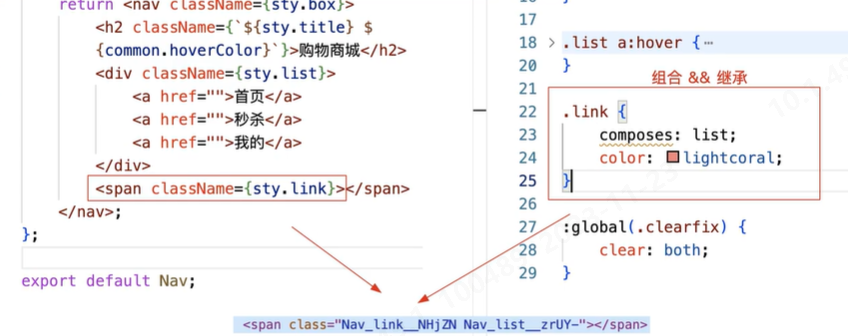 return <nav className={sty.box}>
<h2 className={`${sty.title} $
{common.hoverColor}`}>购物商城</h2>
<div className={sty.list}>
<a href="">首页</a>
<a href="">秒杀</a>
<a href="">我的</a>
</div>
<span className={sty.link}></span>
</nav>;
};
export default Nav;
17
18 > .list a:hover {⋯
20 }
21
组合 && 继承
22 .link {
23 composes: list;
24 color: lightcoral;
25 }
26
27 :global(.clearfix) {
28 clear: both;
29 }
<span class="Nav_link__NHjZN Nav_list__zrUY-"></span>